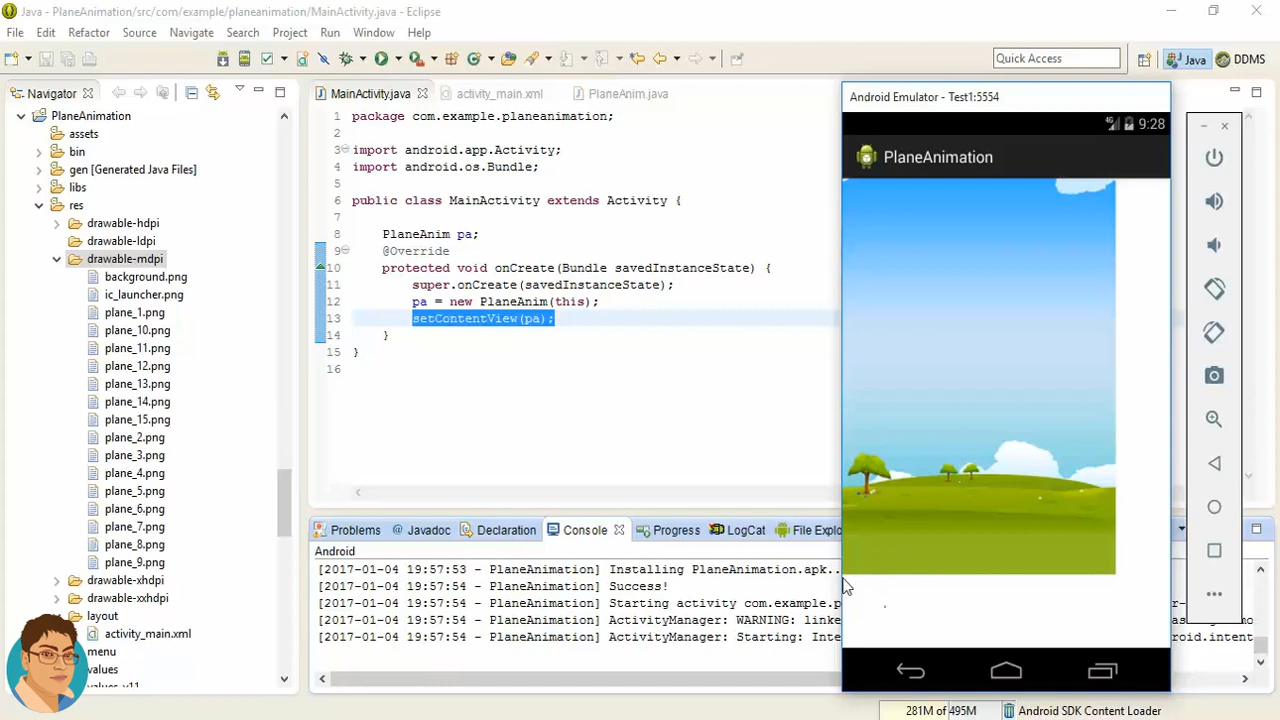 Java - PlaneAnimation/src/com/example/planeanimation/MainActivity.java - Eclipse
File Edit Refactor Source Navigate Search Project Run Window Help
Quick Access
Java
DDMS
Navigator
PlaneAnimation
assets
bin
gen [Generated Java Files]
libs
res
drawable-hdpi
drawable-ldpi
drawable-mdpi
background.png
ic_launcher.png
plane_1.png
plane_10.png
plane_11.png
plane_12.png
plane_13.png
plane_14.png
plane_15.png
plane_2.png
plane_3.png
plane_4.png
plane_5.png
plane_6.png
plane_7.png
plane_8.png
plane_9.png
drawable-xhdpi
drawable-xxhdpi
layout
activity_main.xml
menu
values
MainActivity.java activity_main.xml PlaneAnim.java
1 package com.example.planeanimation;
2
3 import android.app.Activity;
4 import android.os.Bundle;
5
6 public class MainActivity extends Activity {
7
8 PlaneAnim pa;
9 @Override
10 protected void onCreate(Bundle savedInstanceState) {
11 super.onCreate(savedInstanceState);
12 pa = new PlaneAnim(this);
13 setContentView(pa);
14 }
15 }
16
Android Emulator - Test1:5554
4G 9:28
PlaneAnimation
Problems @ Javadoc Declaration Console Progress LogCat File Explo
Android
[2017-01-04 19:57:53 - PlaneAnimation] Installing PlaneAnimation.apk..
[2017-01-04 19:57:54 - PlaneAnimation] Success!
[2017-01-04 19:57:54 - PlaneAnimation] Starting activity com.example.p
[2017-01-04 19:57:54 - PlaneAnimation] ActivityManager: WARNING: linke
[2017-01-04 19:57:54 - PlaneAnimation] ActivityManager: Starting: Inte
roid.intent
281M of 495M
Android SDK Content Loader